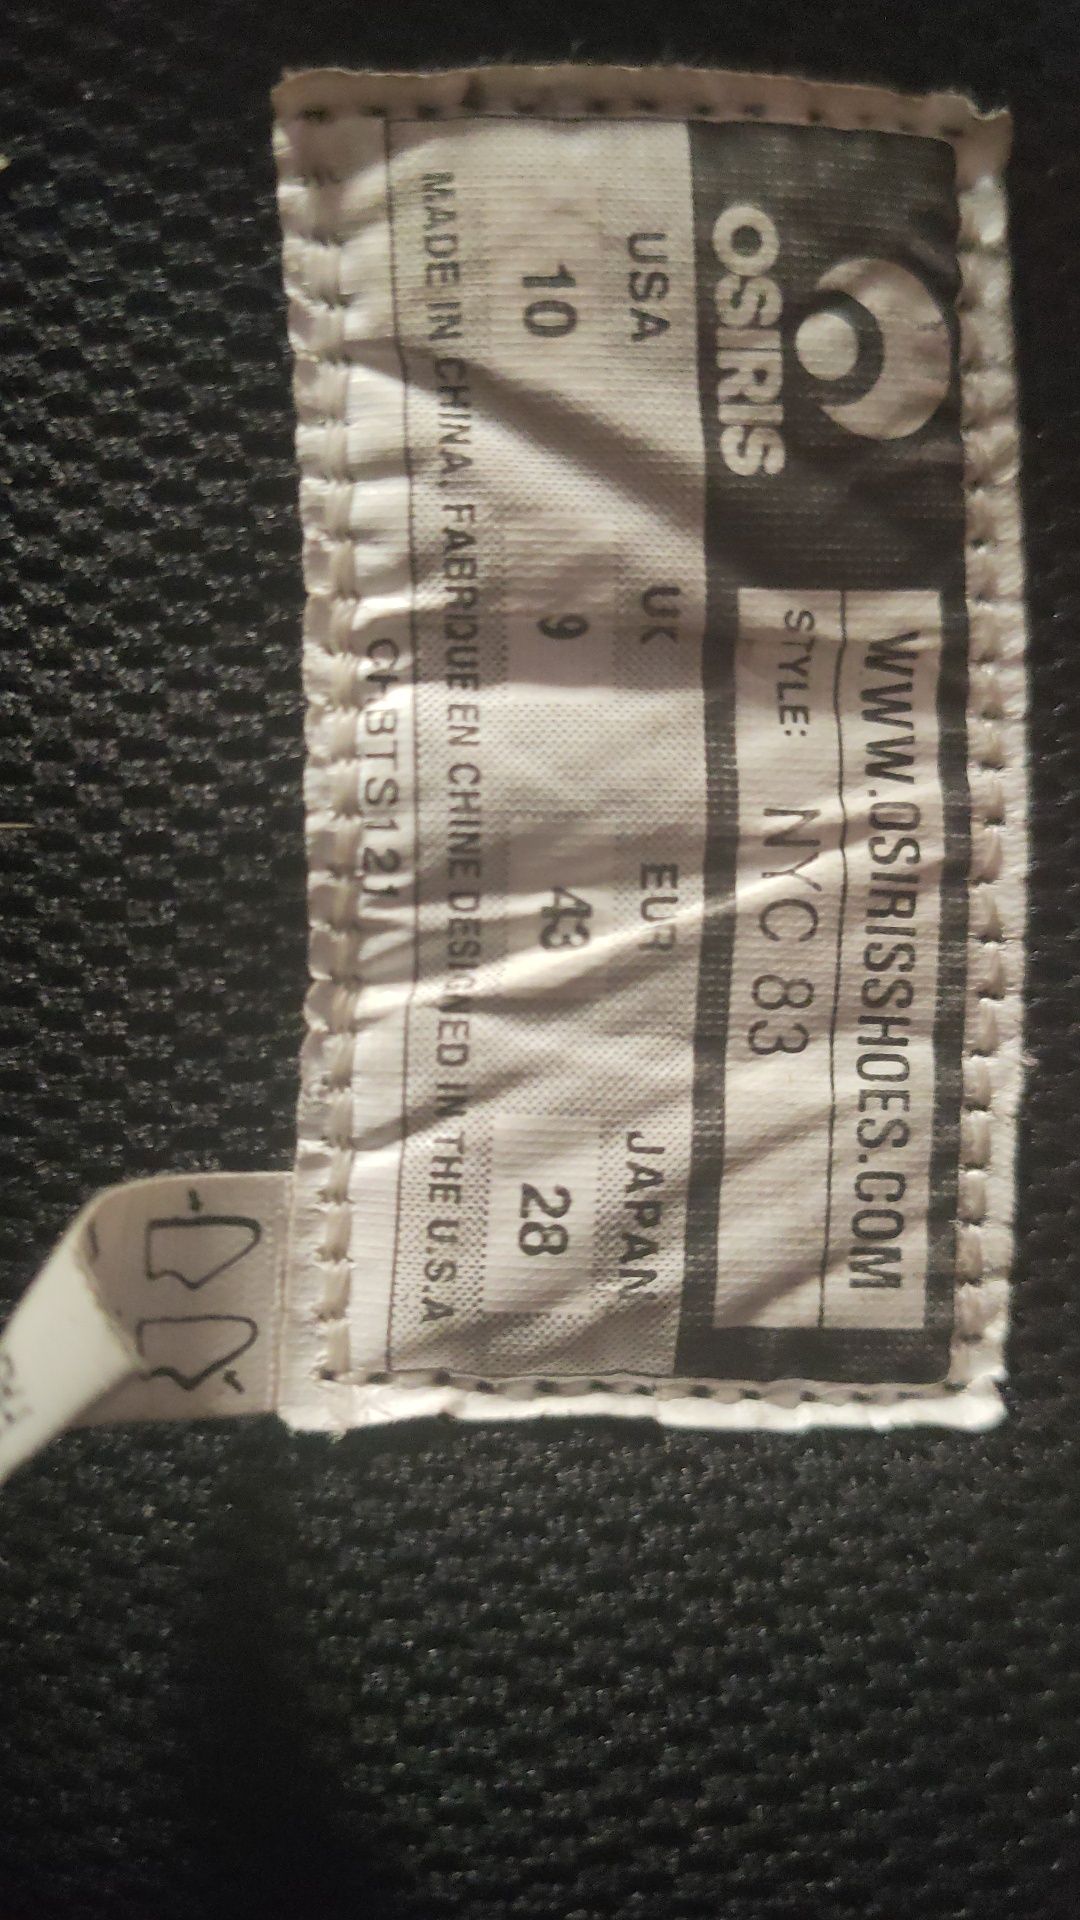 OSIRIS
WWW.OSIRISSHOES.COM
STYLE: NYC 83
USA UK EUR JAPAN
10 9 43 28
MADE IN CHINA, FABRIQUE EN CHINE DESIGNED IN THE U.S.A
CHBTS121